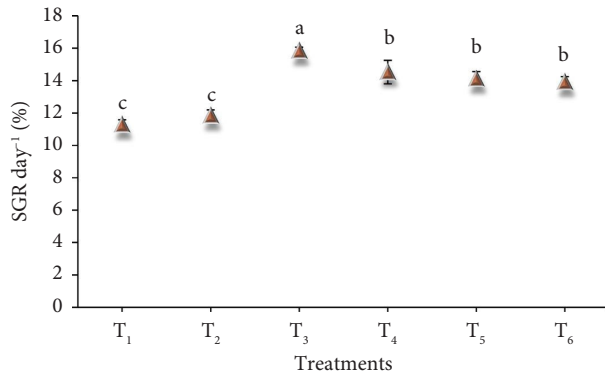 18
16
14
12
10
8
6
4
2
0
SGR day⁻¹ (%)
c
c
a
b
b
b
T₁ T₂ T₃ T₄ T₅ T₆
Treatments